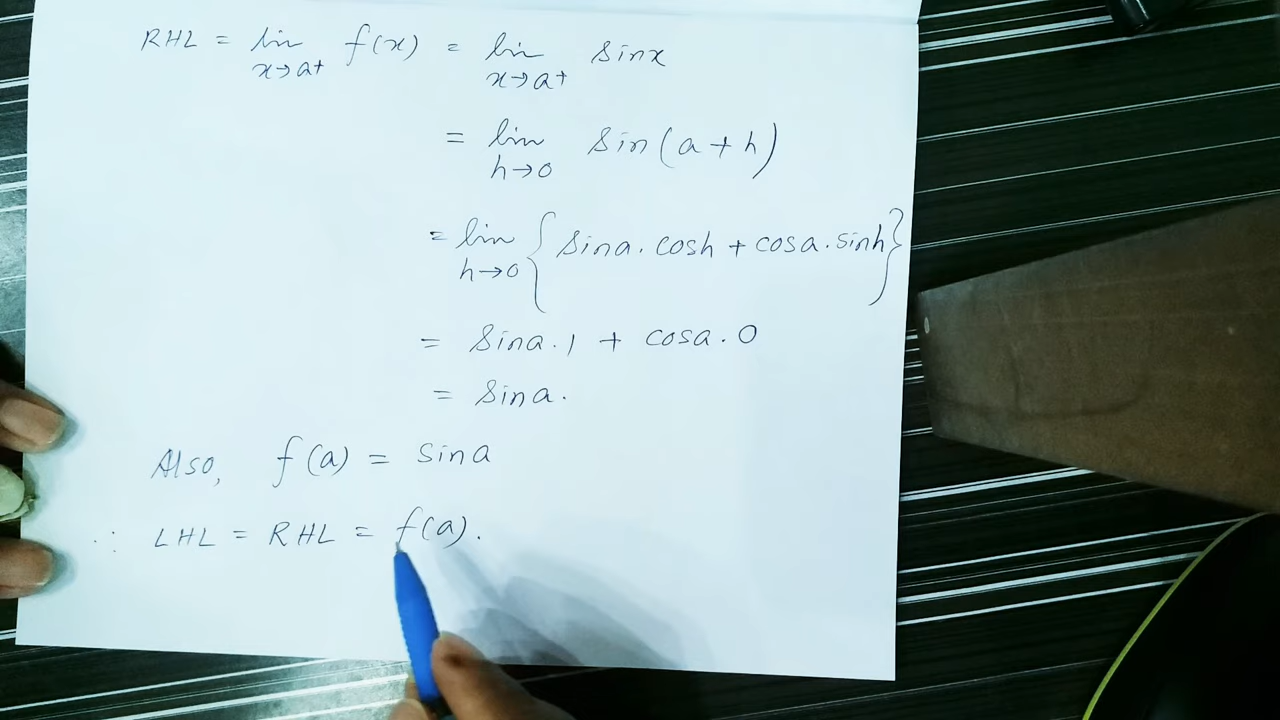 RHL = lim x→a+ f(x) = lim x→a+ sinx
= lim h→0 sin(a+h)
= lim h→0 {sina.cosh + cosa.sinh}
= sina.1 + cosa.0
= sina.
Also, f(a) = sina
∴ LHL = RHL = f(a).